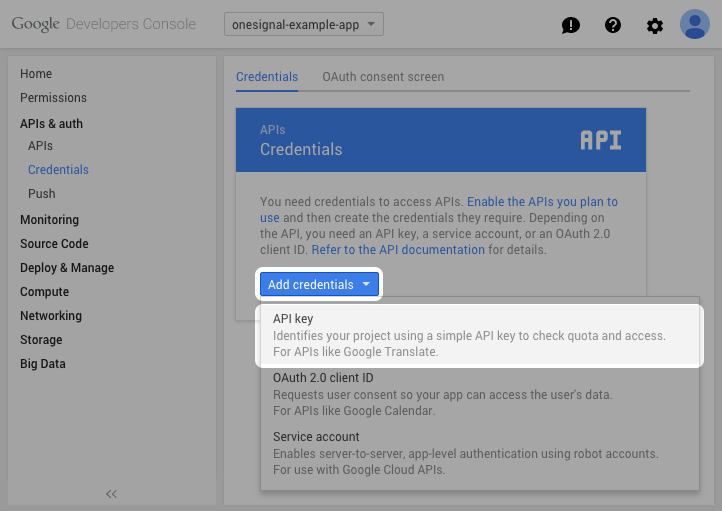 Google Developers Console
onesignal-example-app
Home
Permissions
APIs & auth
APIs
Credentials
Push
Monitoring
Source Code
Deploy & Manage
Compute
Networking
Storage
Big Data
Credentials OAuth consent screen
APIs
Credentials
API
You need credentials to access APIs. Enable the APIs you plan to
use and then create the credentials they require. Depending on
the API, you need an API key, a service account, or an OAuth 2.0
client ID. Refer to the API documentation for details.
Add credentials
API key
Identifies your project using a simple API key to check quota and access.
For APIs like Google Translate.
OAuth 2.0 client ID
Requests user consent so your app can access the user's data.
For APIs like Google Calendar.
Service account
Enables server-to-server, app-level authentication using robot accounts.
For use with Google Cloud APIs.